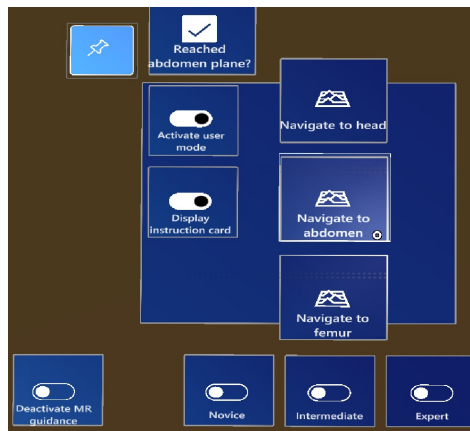 Reached
abdomen plane?
Activate user
mode
Navigate to head
Display
instruction card
Navigate to
abdomen
Navigate to
femur
Deactivate MR
guidance
Novice
Intermediate
Expert